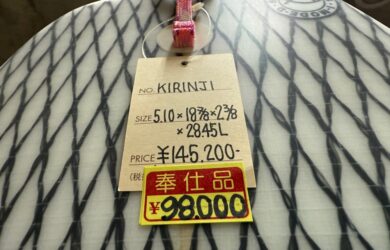 NO. KIRINJI
SIZE 5.10 × 18 7/8 × 2 3/8
× 28.45L
PRICE ¥145.200-
奉仕品
¥98.000